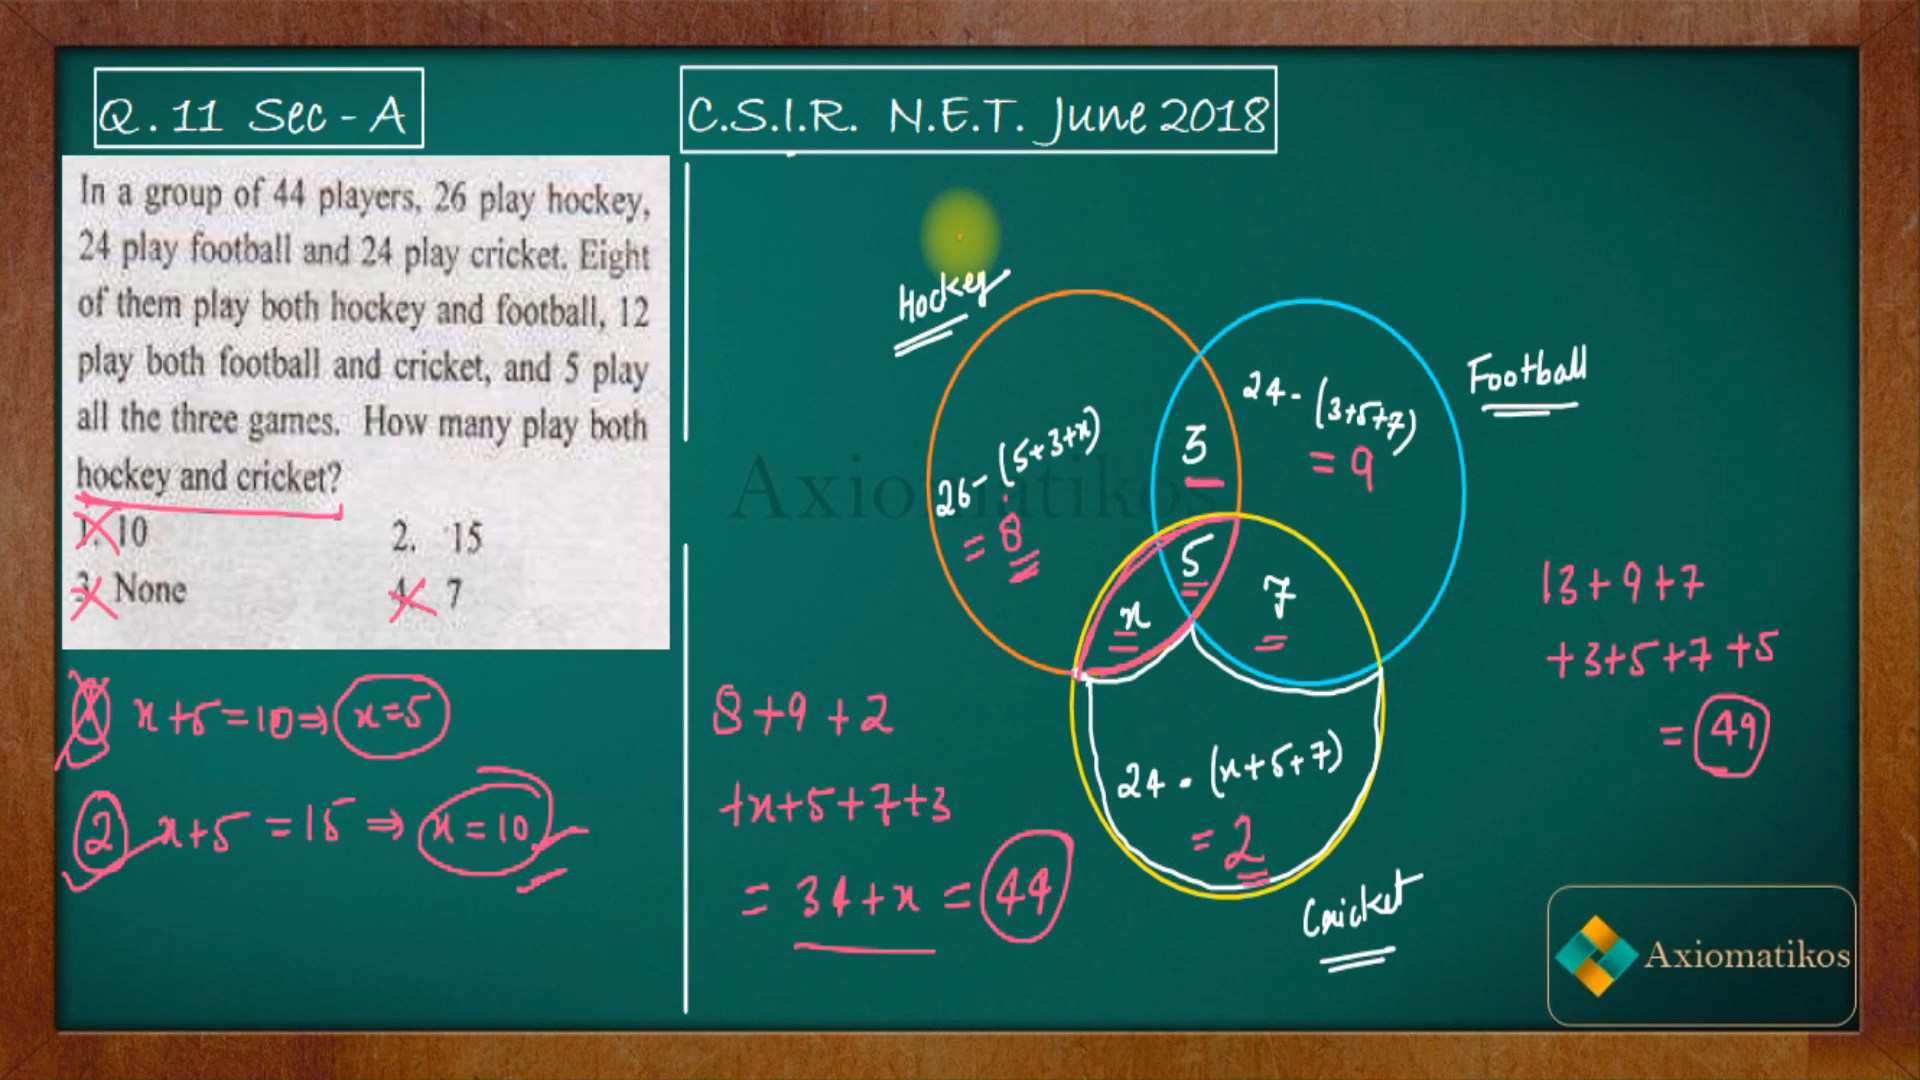 Q. 11 Sec - A
C.S.I.R. N.E.T. June 2018
In a group of 44 players, 26 play hockey,
24 play football and 24 play cricket. Eight
of them play both hockey and football, 12
play both football and cricket, and 5 play
all the three games. How many play both
hockey and cricket?
1. 10
2. 15
3. None
4. 7
x+5=10⇒ x=5
2 x+5 = 15 ⇒ x=10
8+9+2
+x+5+7+3
= 34+x = 44
Hockey
Football
Cricket
26-(5+3+x)
= 8
3
24-(3+5+7)
= 9
5
x
7
24-(x+5+7)
= 2
13+9+7
+3+5+7+5
= 49
Axiomatikos
Axiomatikos